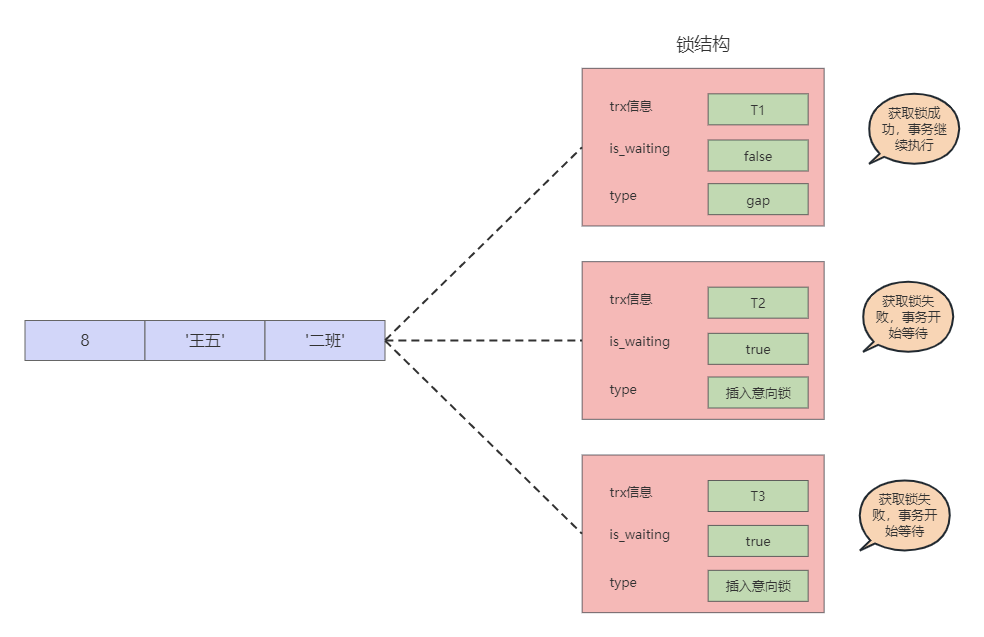 锁结构
trx信息
T1
is_waiting
false
type
gap
获取锁成
功，事务继
续执行
trx信息
T2
is_waiting
true
type
插入意向锁
获取锁失
败，事务开
始等待
8
'王五'
'二班'
trx信息
T3
is_waiting
true
type
插入意向锁
获取锁失
败，事务开
始等待